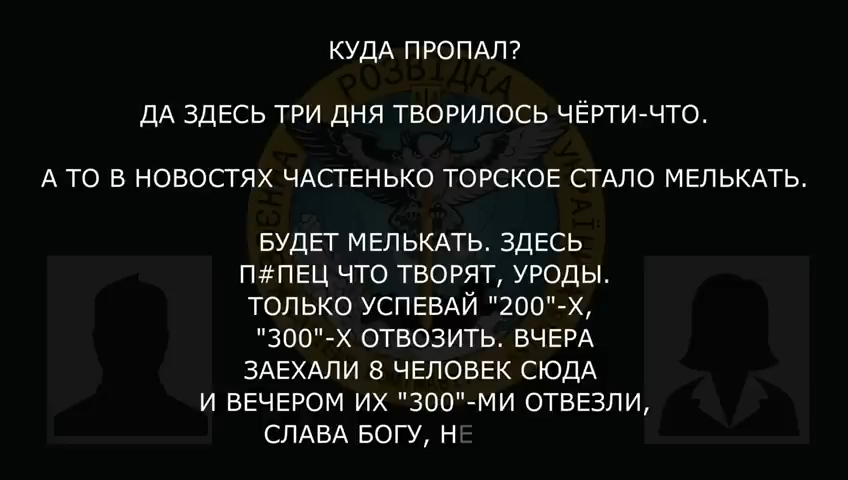 КУДА ПРОПАЛ?
ДА ЗДЕСЬ ТРИ ДНЯ ТВОРИЛОСЬ ЧЁРТИ-ЧТО.
А ТО В НОВОСТЯХ ЧАСТЕНЬКО ТОРСКОЕ СТАЛО МЕЛЬКАТЬ.
БУДЕТ МЕЛЬКАТЬ. ЗДЕСЬ
П#ПЕЦ ЧТО ТВОРЯТ, УРОДЫ.
ТОЛЬКО УСПЕВАЙ "200"-Х,
"300"-Х ОТВОЗИТЬ. ВЧЕРА
ЗАЕХАЛИ 8 ЧЕЛОВЕК СЮДА
И ВЕЧЕРОМ ИХ "300"-МИ ОТВЕЗЛИ,
СЛАВА БОГУ, НЕ
РОЗВІДКА